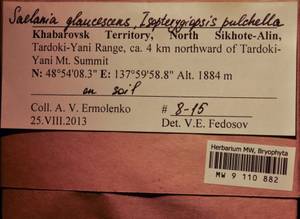 Saelania glaucescens, Isopterygiopsis pulchella
Khabarovsk Territory, North Sikhote-Alin,
Tardoki-Yani Range, ca. 4 km northward of Tardoki-
Yani Mt. Summit
N: 48°54'08.3" E: 137°59'58.8" Alt. 1884 m
on soil
Coll. A. V. Ermolenko # 8-15
25.VIII.2013 Det. V.E. Fedosov
Herbarium MW, Bryophyta
MW 9 110 882